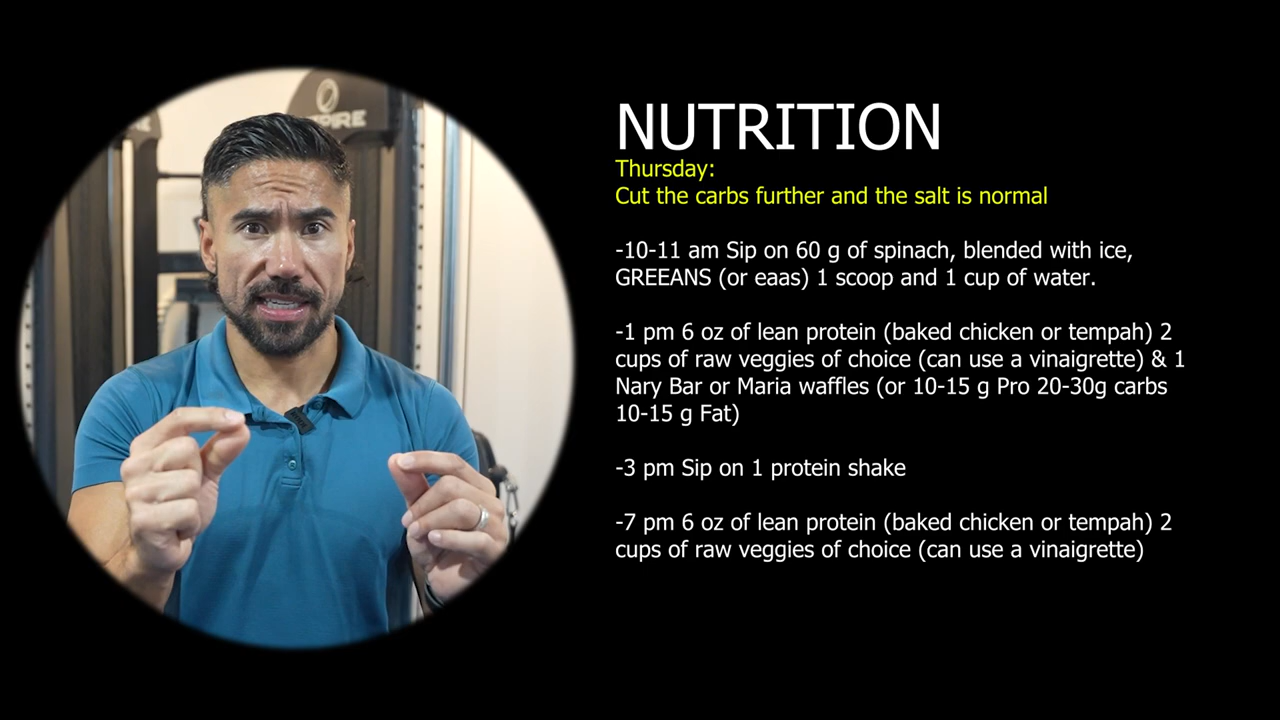 NUTRITION
Thursday:
Cut the carbs further and the salt is normal
-10-11 am Sip on 60 g of spinach, blended with ice,
GREEANS (or eaas) 1 scoop and 1 cup of water.
-1 pm 6 oz of lean protein (baked chicken or tempah) 2
cups of raw veggies of choice (can use a vinaigrette) & 1
Nary Bar or Maria waffles (or 10-15 g Pro 20-30g carbs
10-15 g Fat)
-3 pm Sip on 1 protein shake
-7 pm 6 oz of lean protein (baked chicken or tempah) 2
cups of raw veggies of choice (can use a vinaigrette)